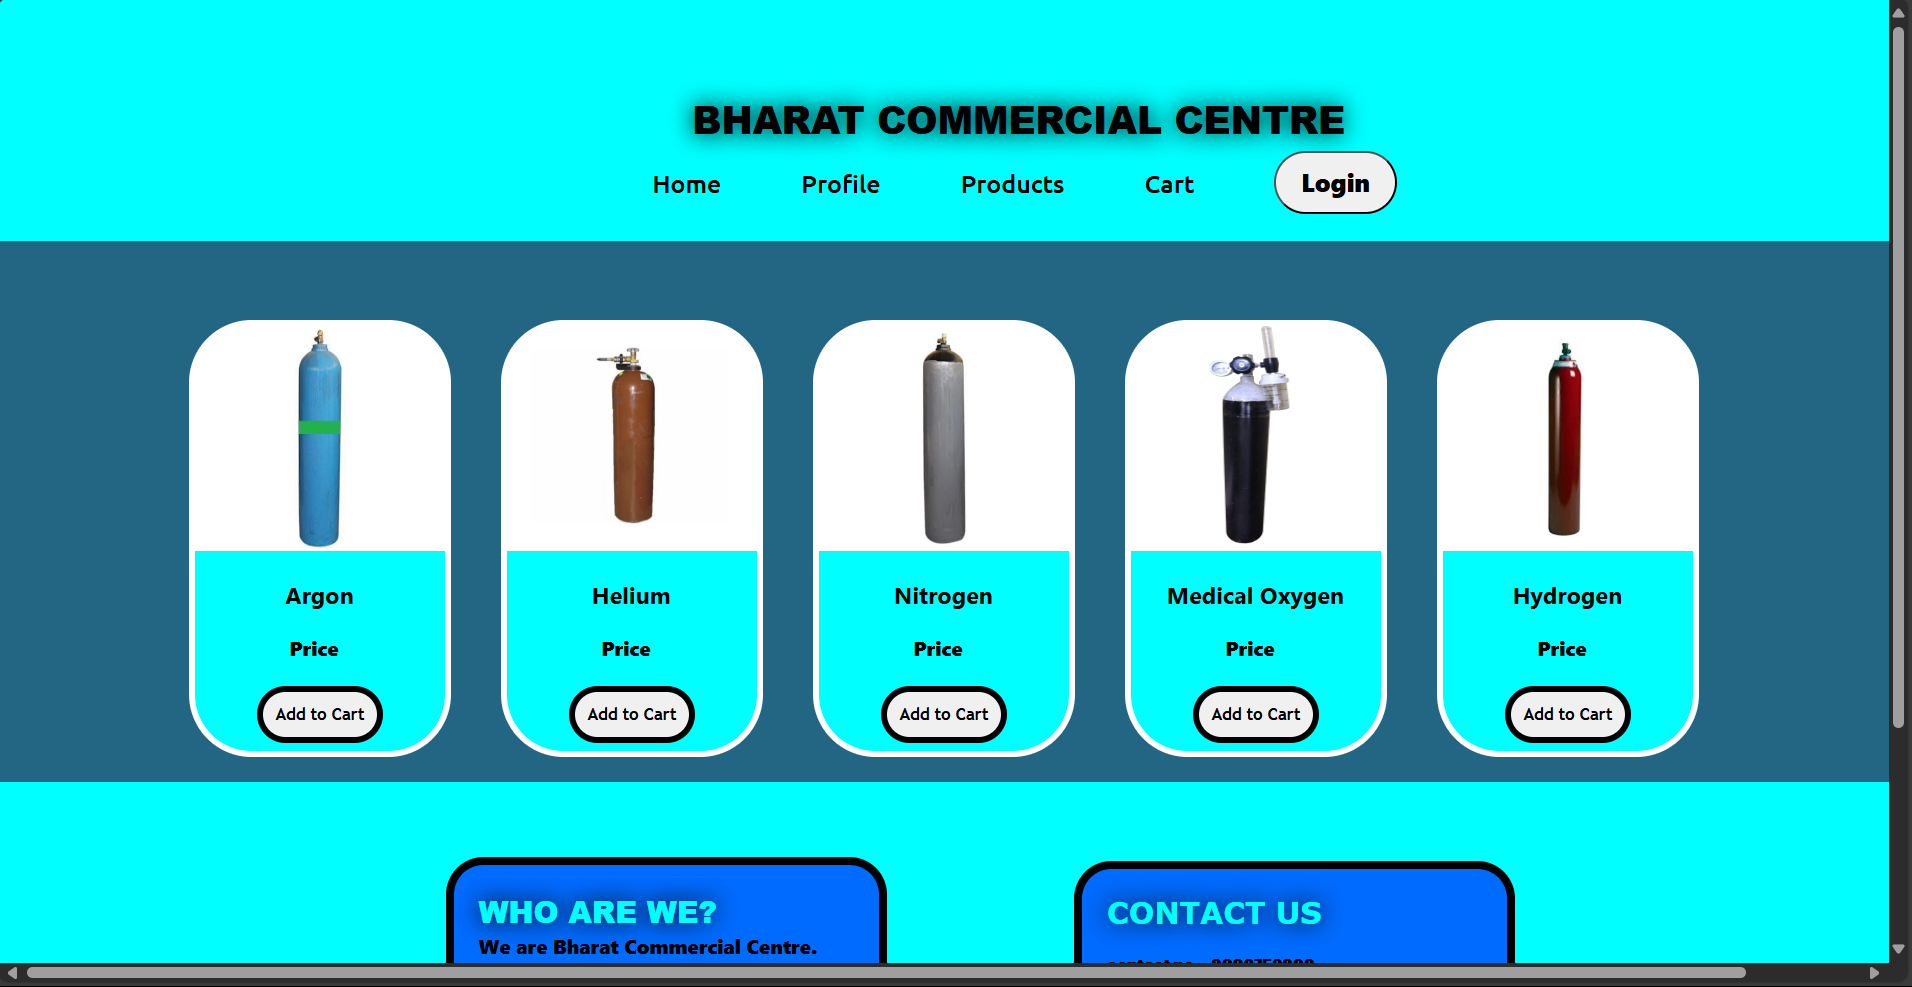 BHARAT COMMERCIAL CENTRE
Home Profile Products Cart Login
Argon Helium Nitrogen Medical Oxygen Hydrogen
Price Price Price Price Price
Add to Cart Add to Cart Add to Cart Add to Cart Add to Cart
WHO ARE WE?
We are Bharat Commercial Centre.
CONTACT US